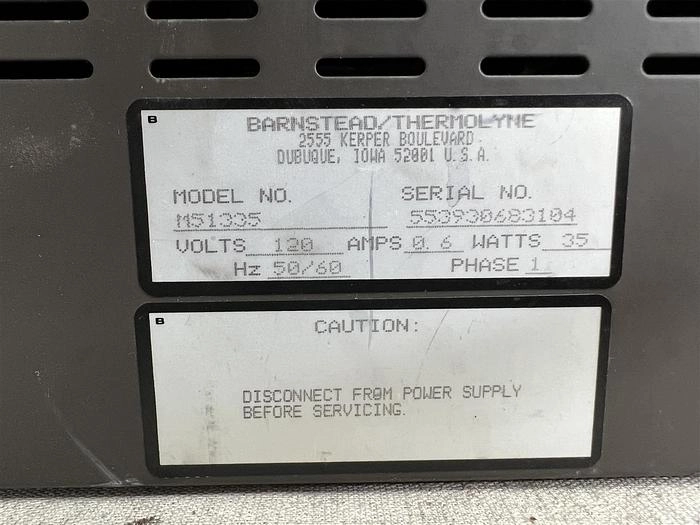 B
BARNSTEAD/THERMOLYNE
2555 KERPER BOULEVARD.
DUBUQUE, IOWA 52001 U.S.A.
MODEL NO. SERIAL NO.
M51335 553930683104
VOLTS 120 AMPS 0.6 WATTS 35
Hz 50/60 PHASE 1
B
CAUTION:
DISCONNECT FROM POWER SUPPLY
BEFORE SERVICING.